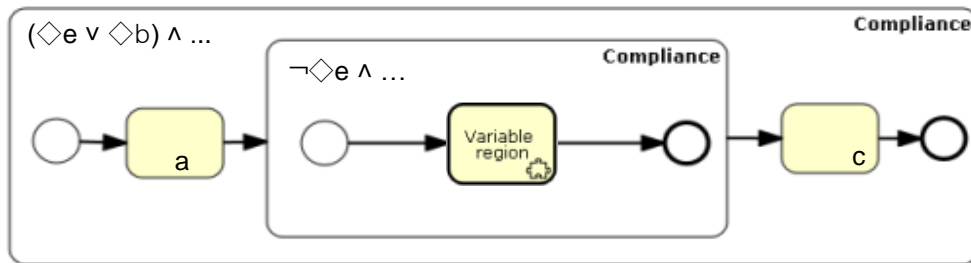 Compliance
(◇e ∨ ◇b) ∧ ...
Compliance
¬◇e ∧ …
Variable
region
a
c